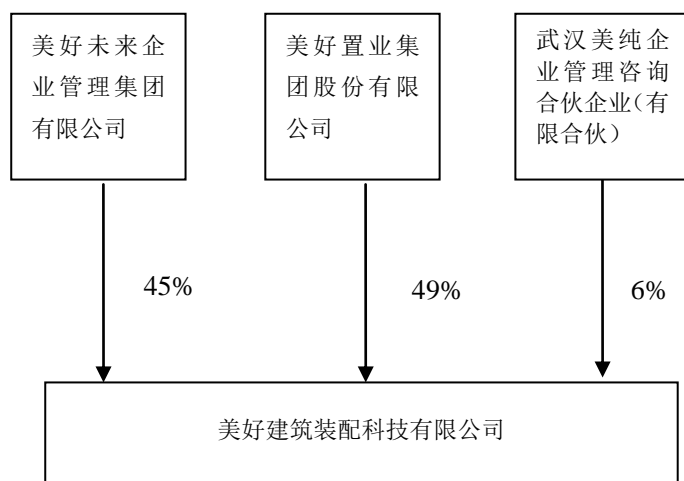 美好未来企
业管理集团
有限公司
美好置业集
团股份有限
公司
武汉美纯企
业管理咨询
合伙企业（有
限合伙）
45%
49%
6%
美好建筑装配科技有限公司